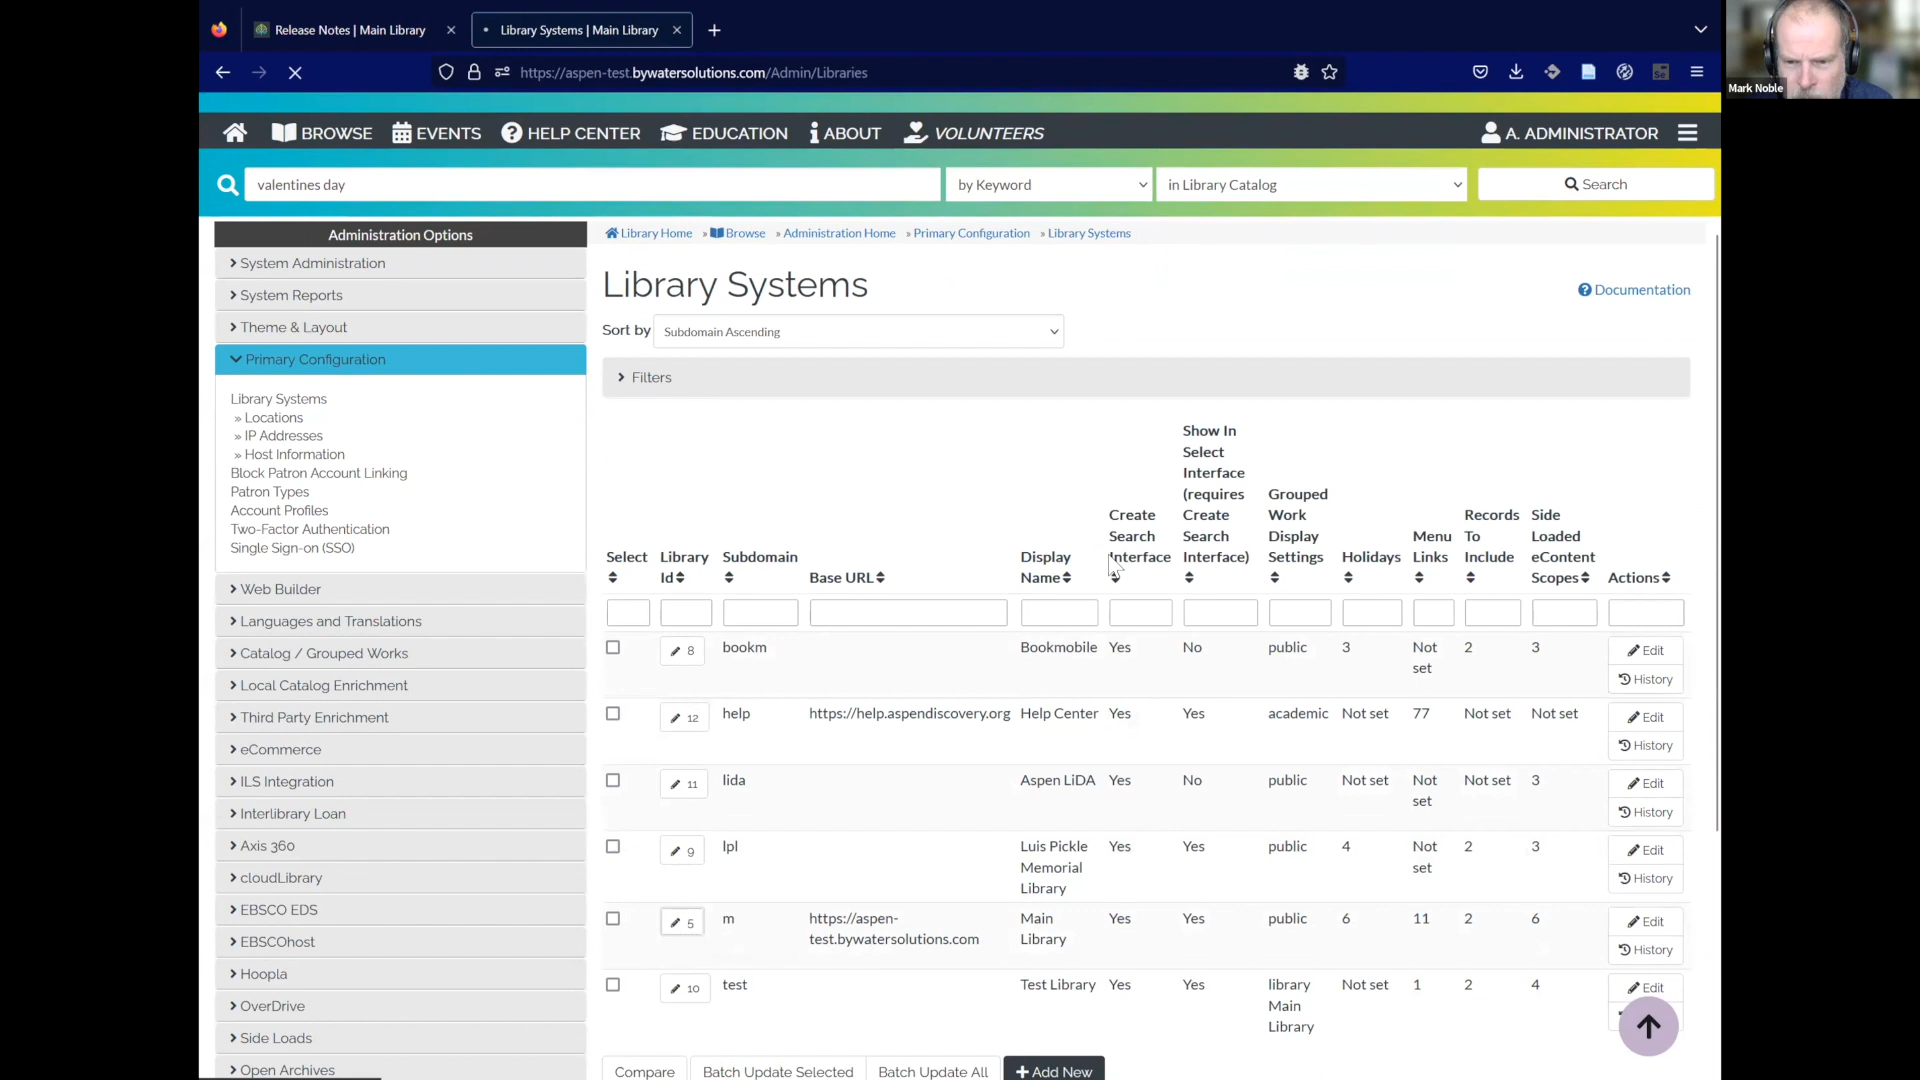 Release Notes | Main Library
Library Systems | Main Library
https://aspen-test.bywatersolutions.com/Admin/Libraries
Mark Noble
BROWSE EVENTS HELP CENTER EDUCATION ABOUT VOLUNTEERS A. ADMINISTRATOR
valentines day by Keyword in Library Catalog Search
Administration Options
System Administration
System Reports
Theme & Layout
Primary Configuration
Library Systems
» Locations
» IP Addresses
» Host Information
Block Patron Account Linking
Patron Types
Account Profiles
Two-Factor Authentication
Single Sign-on (SSO)
Web Builder
Languages and Translations
Catalog / Grouped Works
Local Catalog Enrichment
Third Party Enrichment
eCommerce
ILS Integration
Interlibrary Loan
Axis 360
cloudLibrary
EBSCO EDS
EBSCOhost
Hoopla
OverDrive
Side Loads
Open Archives
Library Home » Browse » Administration Home » Primary Configuration » Library Systems
Library Systems
Documentation
Sort by Subdomain Ascending
Filters
Select
Library
Id
Subdomain
Base URL
Display
Name
Create
Search
Interface
Show In
Select
Interface
(requires
Create
Search
Interface)
Grouped
Work
Display
Settings
Holidays
Menu
Links
Records
To
Include
Side
Loaded
eContent
Scopes
Actions
8 bookm Bookmobile Yes No public 3 Not 2 3 Edit
set History
12 help https://help.aspendiscovery.org Help Center Yes Yes academic Not set 77 Not set Not set Edit
History
11 lida Aspen LiDA Yes No public Not set Not Not set 3 Edit
set History
9 lpl Luis Pickle Yes Yes public 4 Not 2 3 Edit
Memorial set History
Library
5 m https://aspen- Main Yes Yes public 6 11 2 6 Edit
test.bywatersolutions.com Library History
10 test Test Library Yes Yes library Not set 1 2 4 Edit
Main
Library
Compare Batch Update Selected Batch Update All Add New